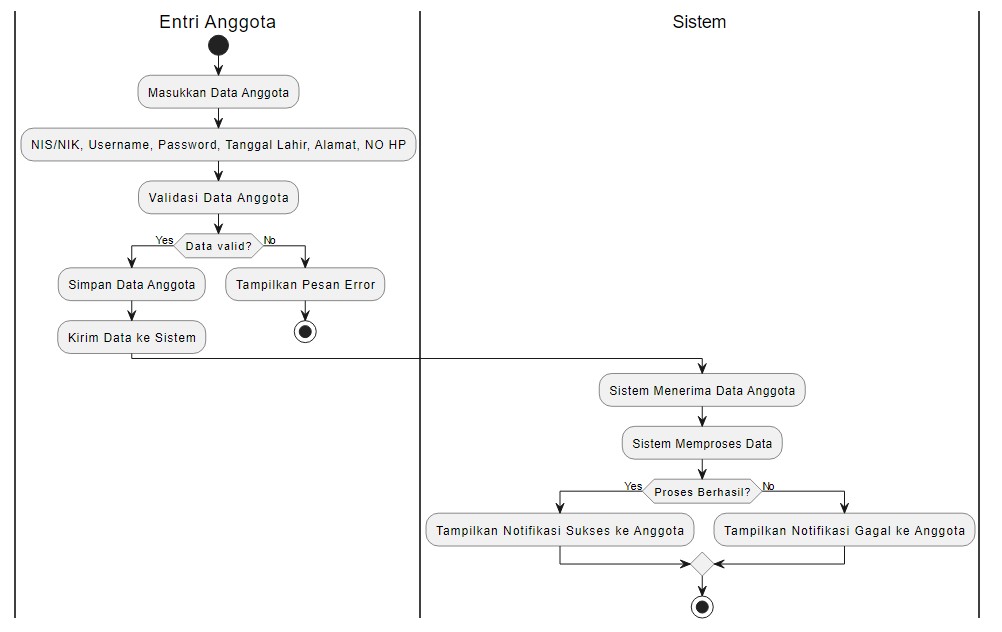 Entri Anggota
Sistem
Masukkan Data Anggota
NIS/NIK, Username, Password, Tanggal Lahir, Alamat, NO HP
Validasi Data Anggota
Yes
Data valid?
No
Simpan Data Anggota
Tampilkan Pesan Error
Kirim Data ke Sistem
Sistem Menerima Data Anggota
Sistem Memproses Data
Yes
Proses Berhasil?
No
Tampilkan Notifikasi Sukses ke Anggota
Tampilkan Notifikasi Gagal ke Anggota